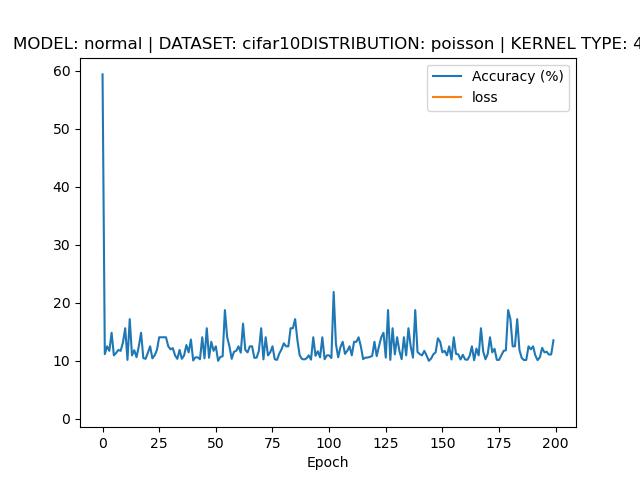 MODEL: normal | DATASET: cifar10DISTRIBUTION: poisson | KERNEL TYPE: 4
Accuracy (%)
loss
60
50
40
30
20
10
0
0 25 50 75 100 125 150 175 200
Epoch